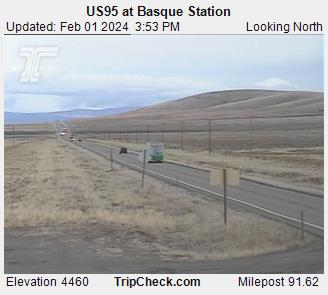 US95 at Basque Station
Updated: Feb 01 2024 3:53 PM Looking North
Elevation 4460 TripCheck.com Milepost 91.62